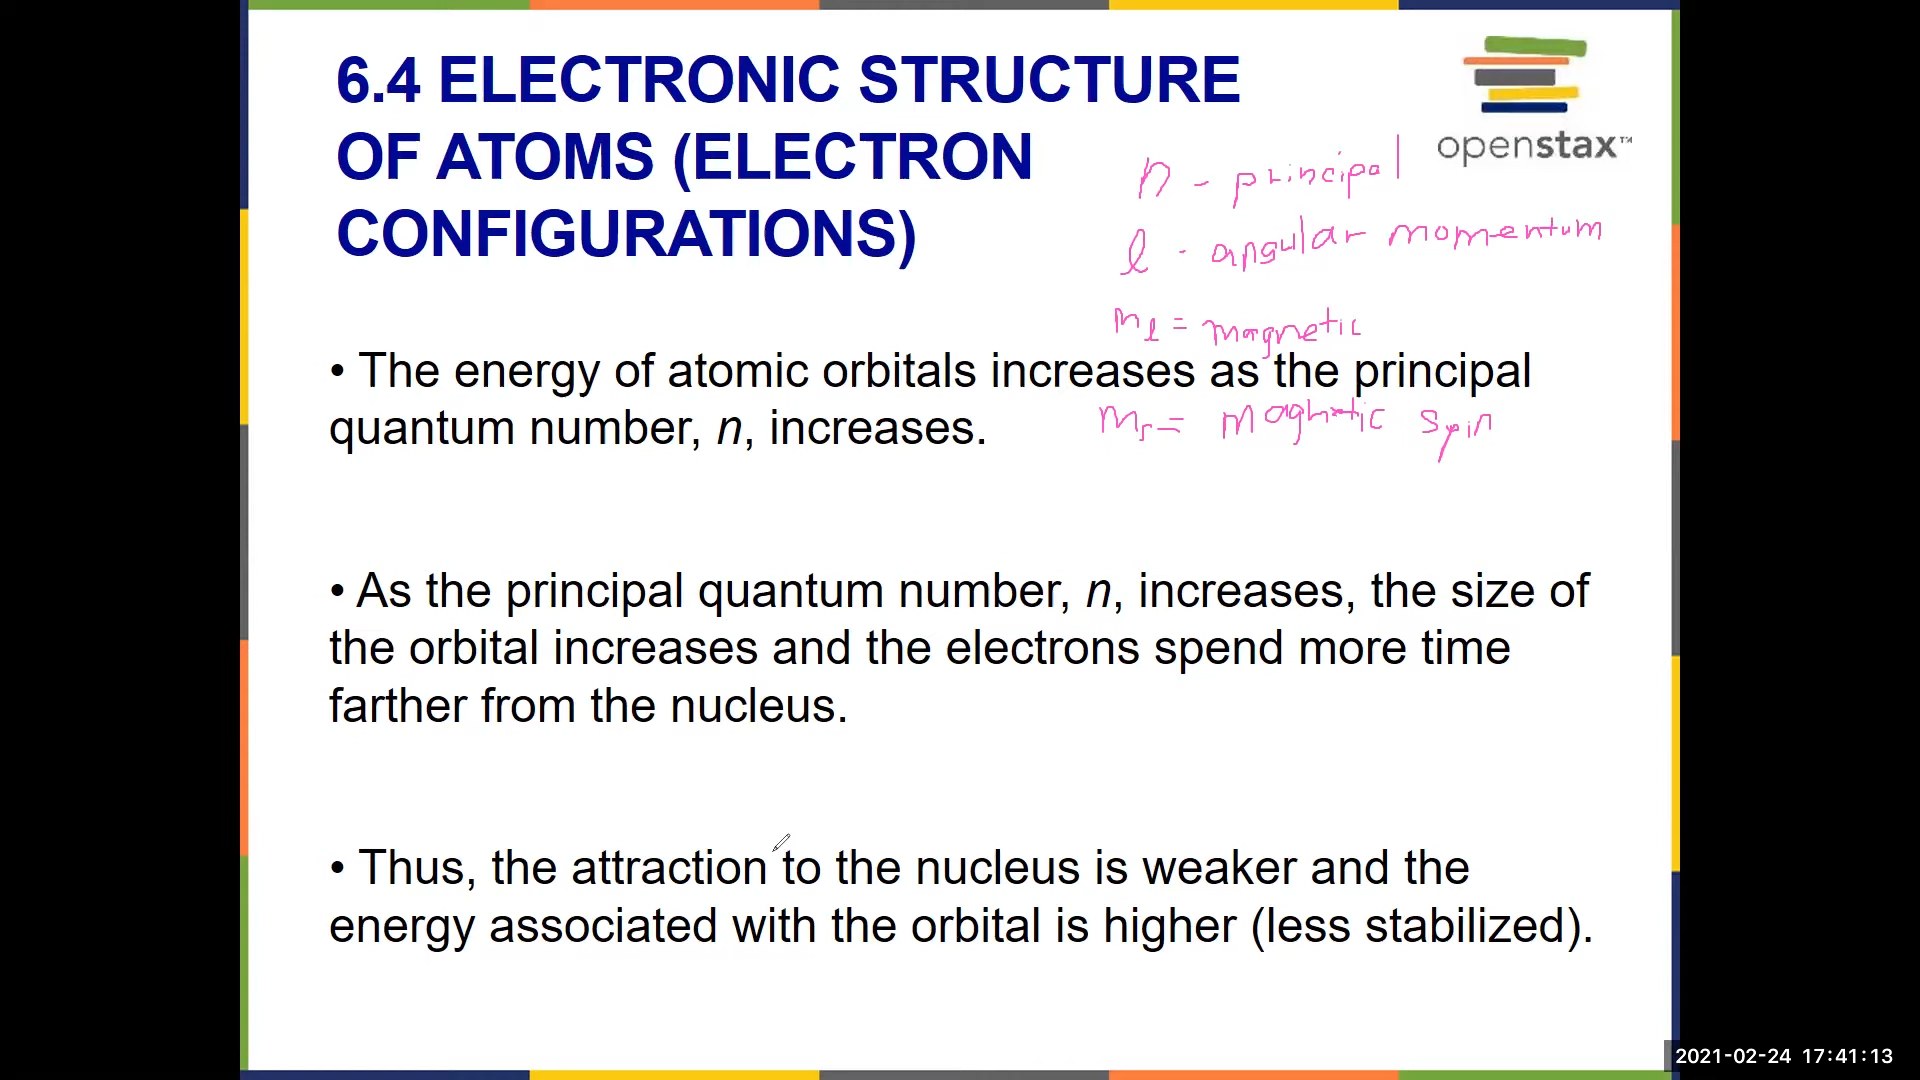 6.4 ELECTRONIC STRUCTURE
OF ATOMS (ELECTRON
CONFIGURATIONS)
openstax™
n - principal
l - angular momentum
ml = magnetic
• The energy of atomic orbitals increases as the principal
quantum number, n, increases.
ms = magnetic spin
• As the principal quantum number, n, increases, the size of
the orbital increases and the electrons spend more time
farther from the nucleus.
• Thus, the attraction to the nucleus is weaker and the
energy associated with the orbital is higher (less stabilized).
2021-02-24 17:41:13